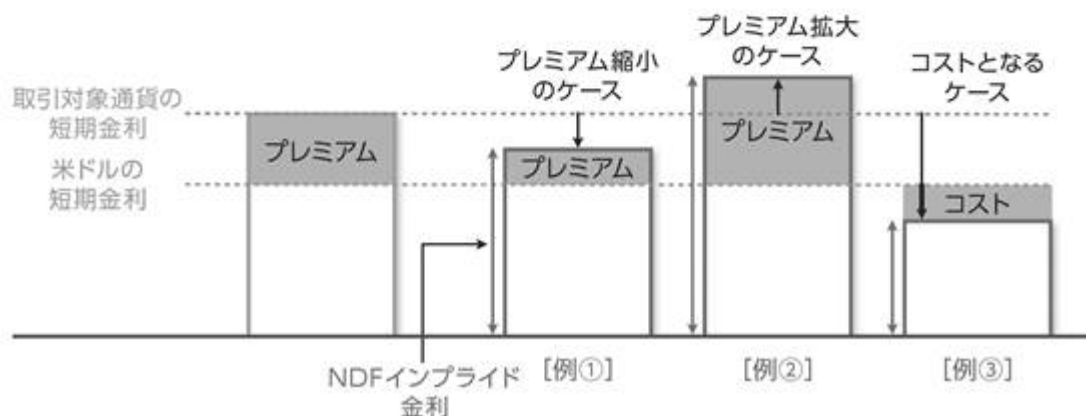 取引対象通貨の
短期金利
米ドルの
短期金利
プレミアム
プレミアム縮小
のケース
プレミアム
プレミアム拡大
のケース
プレミアム
コストとなる
ケース
コスト
NDFインプライド
金利
[例①]
[例②]
[例③]